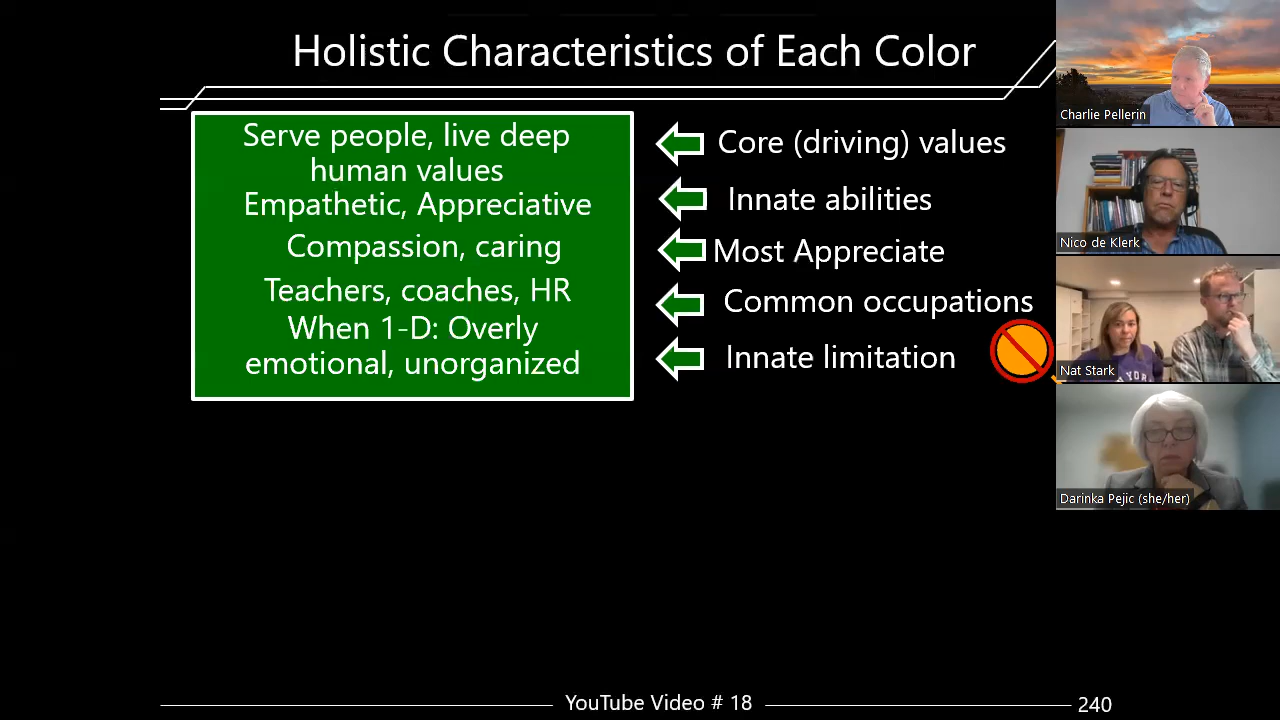 Holistic Characteristics of Each Color
Serve people, live deep
human values
Empathetic, Appreciative
Compassion, caring
Teachers, coaches, HR
When 1-D: Overly
emotional, unorganized
Core (driving) values
Innate abilities
Most Appreciate
Common occupations
Innate limitation
Charlie Pellerin
Nico de Klerk
Nat Stark
Darinka Pejic (she/her)
YouTube Video # 18
240